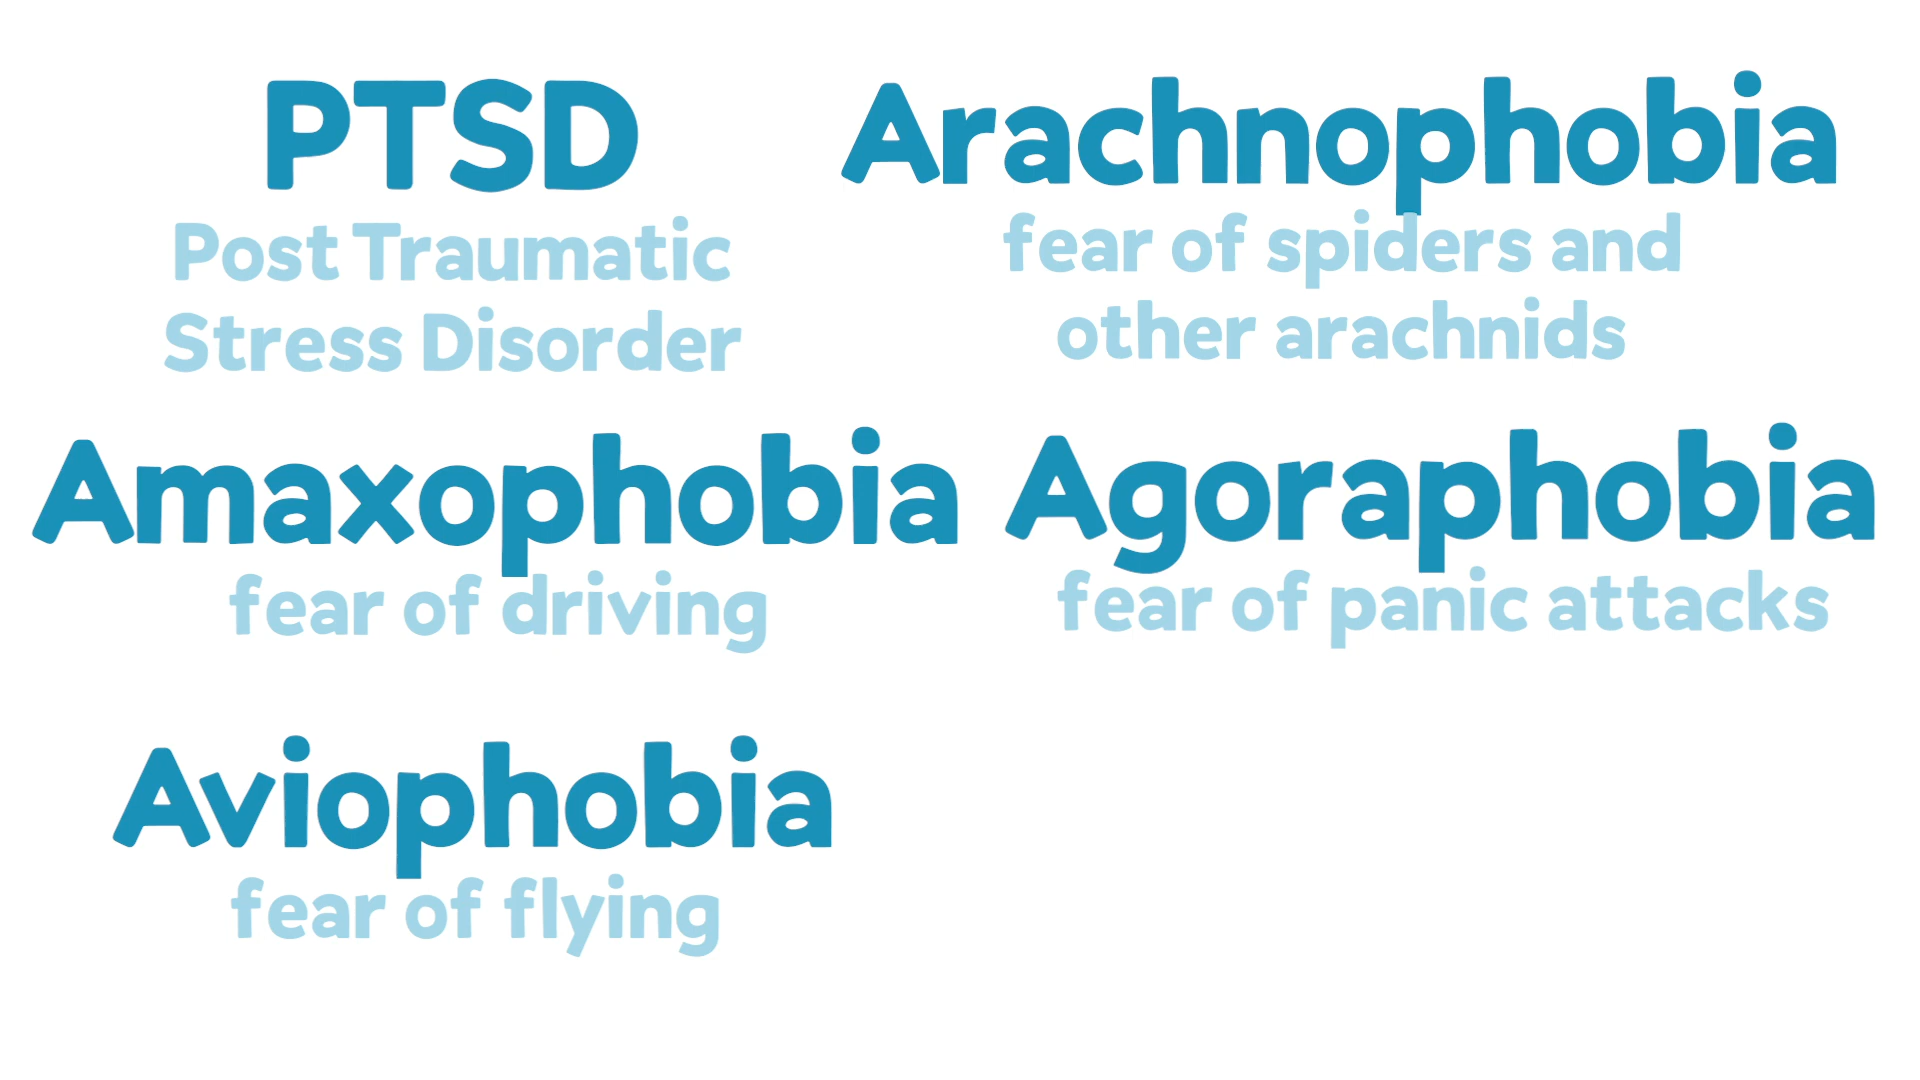 PTSD
Post Traumatic
Stress Disorder
Arachnophobia
fear of spiders and
other arachnids
Amaxophobia
fear of driving
Agoraphobia
fear of panic attacks
Aviophobia
fear of flying